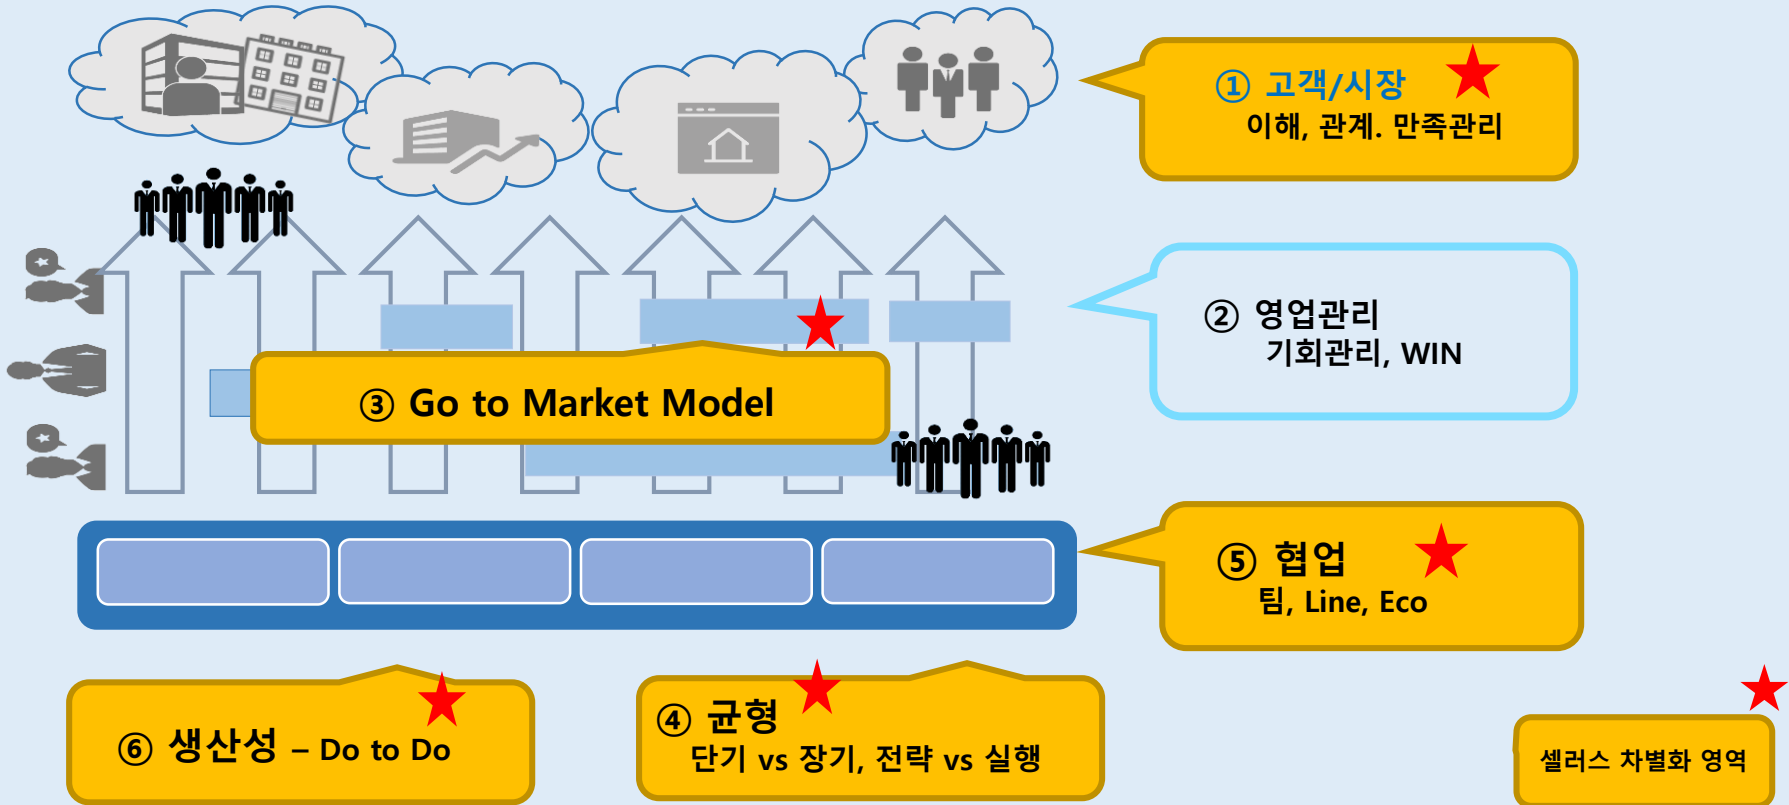 ① 고객/시장
이해, 관계. 만족관리
② 영업관리
기회관리, WIN
③ Go to Market Model
⑤ 협업
팀, Line, Eco
⑥ 생산성 – Do to Do
④ 균형
단기 vs 장기, 전략 vs 실행
셀러스 차별화 영역